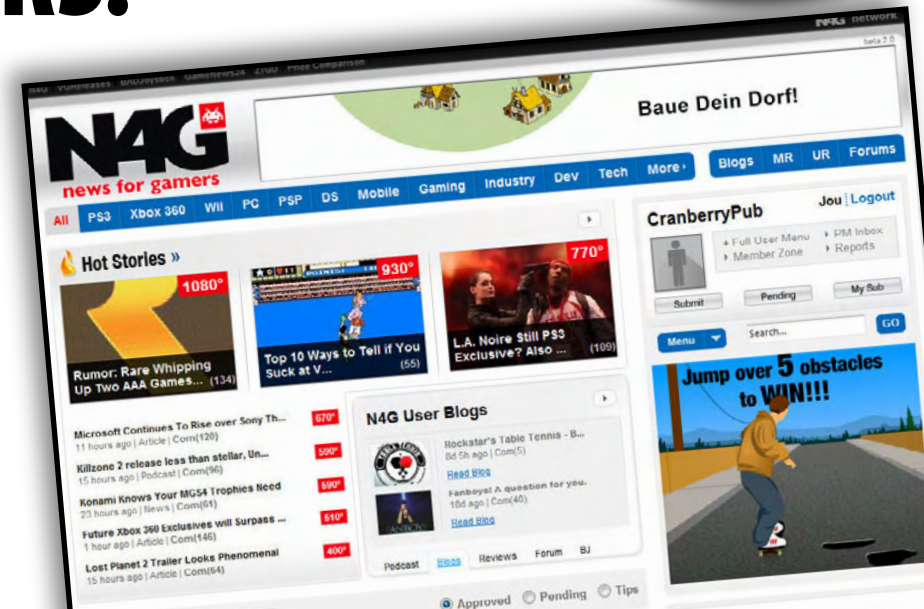 N4G network
beta 2.0
N4G VGReleases BADJoystick GameNews24 Z7GO Price Comparison
Baue Dein Dorf!
N4G
news for gamers
All PS3 Xbox 360 Wii PC PSP DS Mobile Gaming Industry Dev Tech More Blogs MR UR Forums
Hot Stories »
1080°
Rumor: Rare Whipping
Up Two AAA Games... (134)
930°
Top 10 Ways to Tell if You
Suck at V... (55)
770°
L.A. Noire Still PS3
Exclusive? Also ... (109)
CranberryPub Jou | Logout
+ Full User Menu
Member Zone
PM Inbox
Reports
Submit Pending My Sub
Menu Search... GO
Jump over 5 obstacles
to WIN!!!
Microsoft Continues To Rise over Sony Th... 670°
11 hours ago | Article | Com(120)
Killzone 2 release less than stellar, Un... 590°
15 hours ago | Podcast | Com(96)
Konami Knows Your MGS4 Trophies Need 590°
23 hours ago | News | Com(61)
Future Xbox 360 Exclusives will Surpass ... 510°
1 hour ago | Article | Com(146)
Lost Planet 2 Trailer Looks Phenomenal 400°
15 hours ago | Article | Com(64)
N4G User Blogs
Rockstar's Table Tennis - B...
8d 5h ago | Com(5)
Read Blog
FANBOYS
Fanboys! A question for you.
10d ago | Com(40)
Read Blog
Podcast Blogs Reviews Forum BJ
Approved Pending Tips